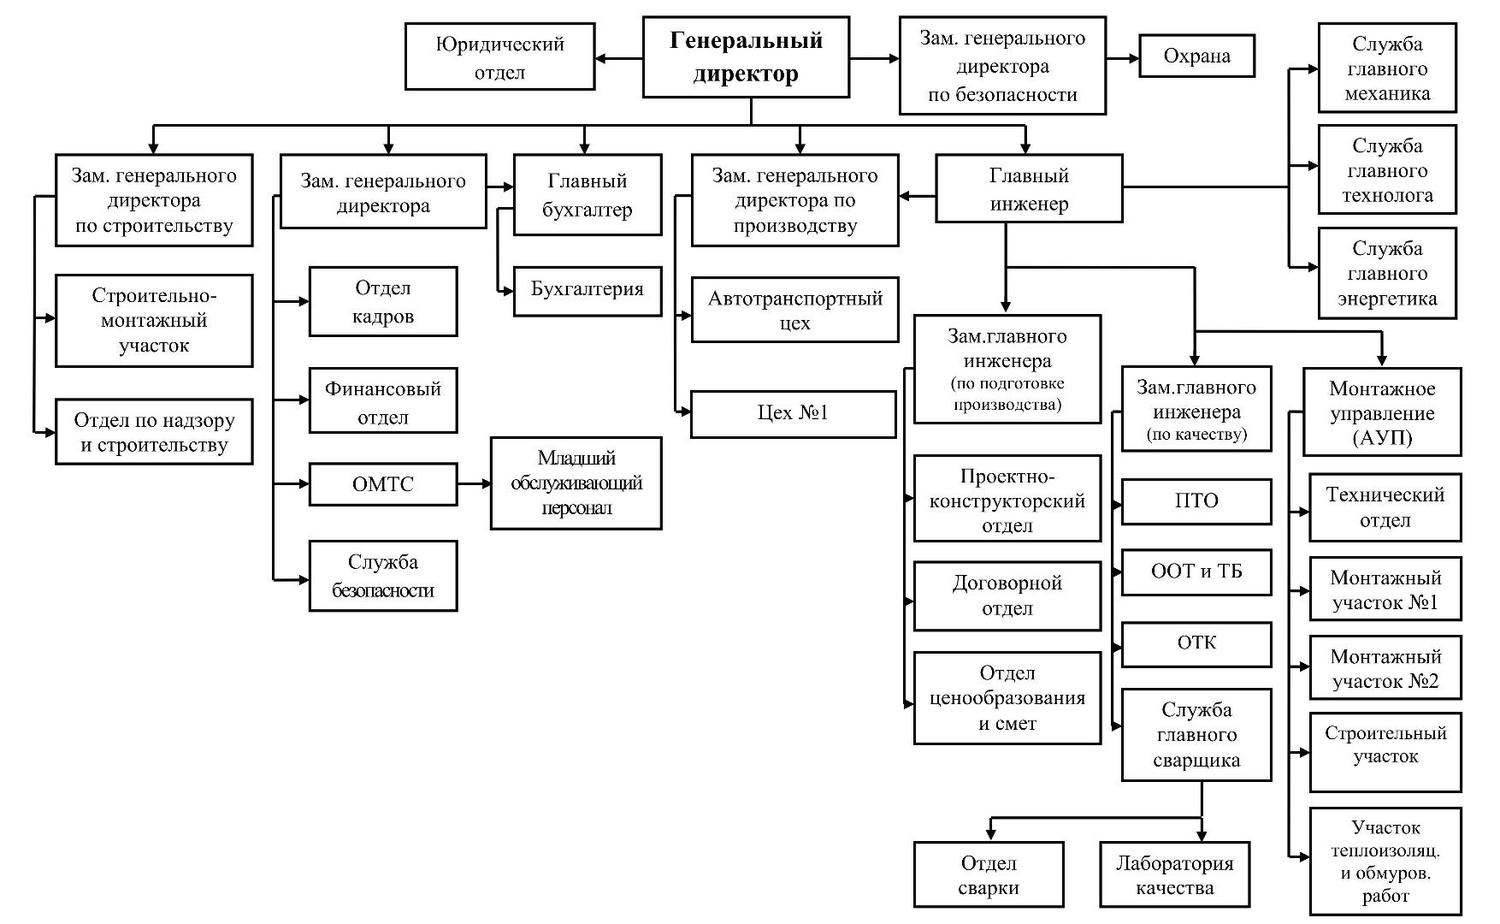 Юридический
отдел
Генеральный
директор
Зам. генерального
директора
по безопасности
Охрана
Служба
главного
механика
Служба
главного
технолога
Служба
главного
энергетика
Зам. генерального
директора
по строительству
Зам. генерального
директора
Главный
бухгалтер
Зам. генерального
директора по
производству
Главный
инженер
Строительно-
монтажный
участок
Отдел по надзору
и строительству
Отдел
кадров
Финансовый
отдел
ОМТС
Служба
безопасности
Младший
обслуживающий
персонал
Бухгалтерия
Автотранспортный
цех
Цех №1
Зам.главного
инженера
(по подготовке
производства)
Проектно-
конструкторский
отдел
Договорной
отдел
Отдел
ценообразования
и смет
Зам.главного
инженера
(по качеству)
ПТО
ООТ и ТБ
ОТК
Служба
главного
сварщика
Отдел
сварки
Лаборатория
качества
Монтажное
управление
(АУП)
Технический
отдел
Монтажный
участок №1
Монтажный
участок №2
Строительный
участок
Участок
теплоизоляц.
и обмуров.
работ